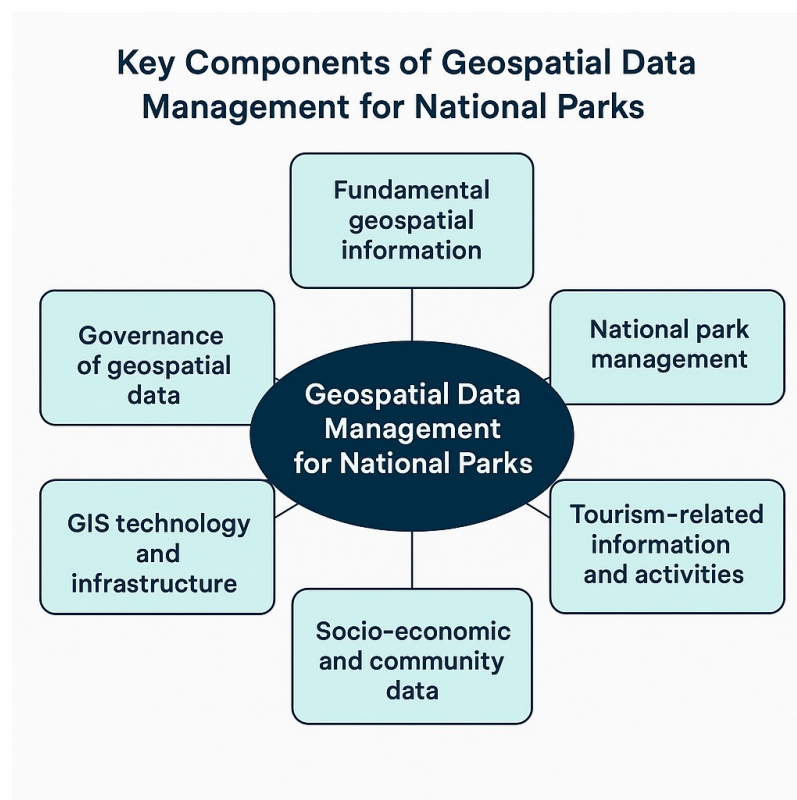 Key Components of Geospatial Data
Management for National Parks
Fundamental
geospatial
information
Governance
of geospatial
data
National park
management
Geospatial Data
Management
for National Parks
GIS technology
and
infrastructure
Tourism-related
information
and activities
Socio-economic
and community
data